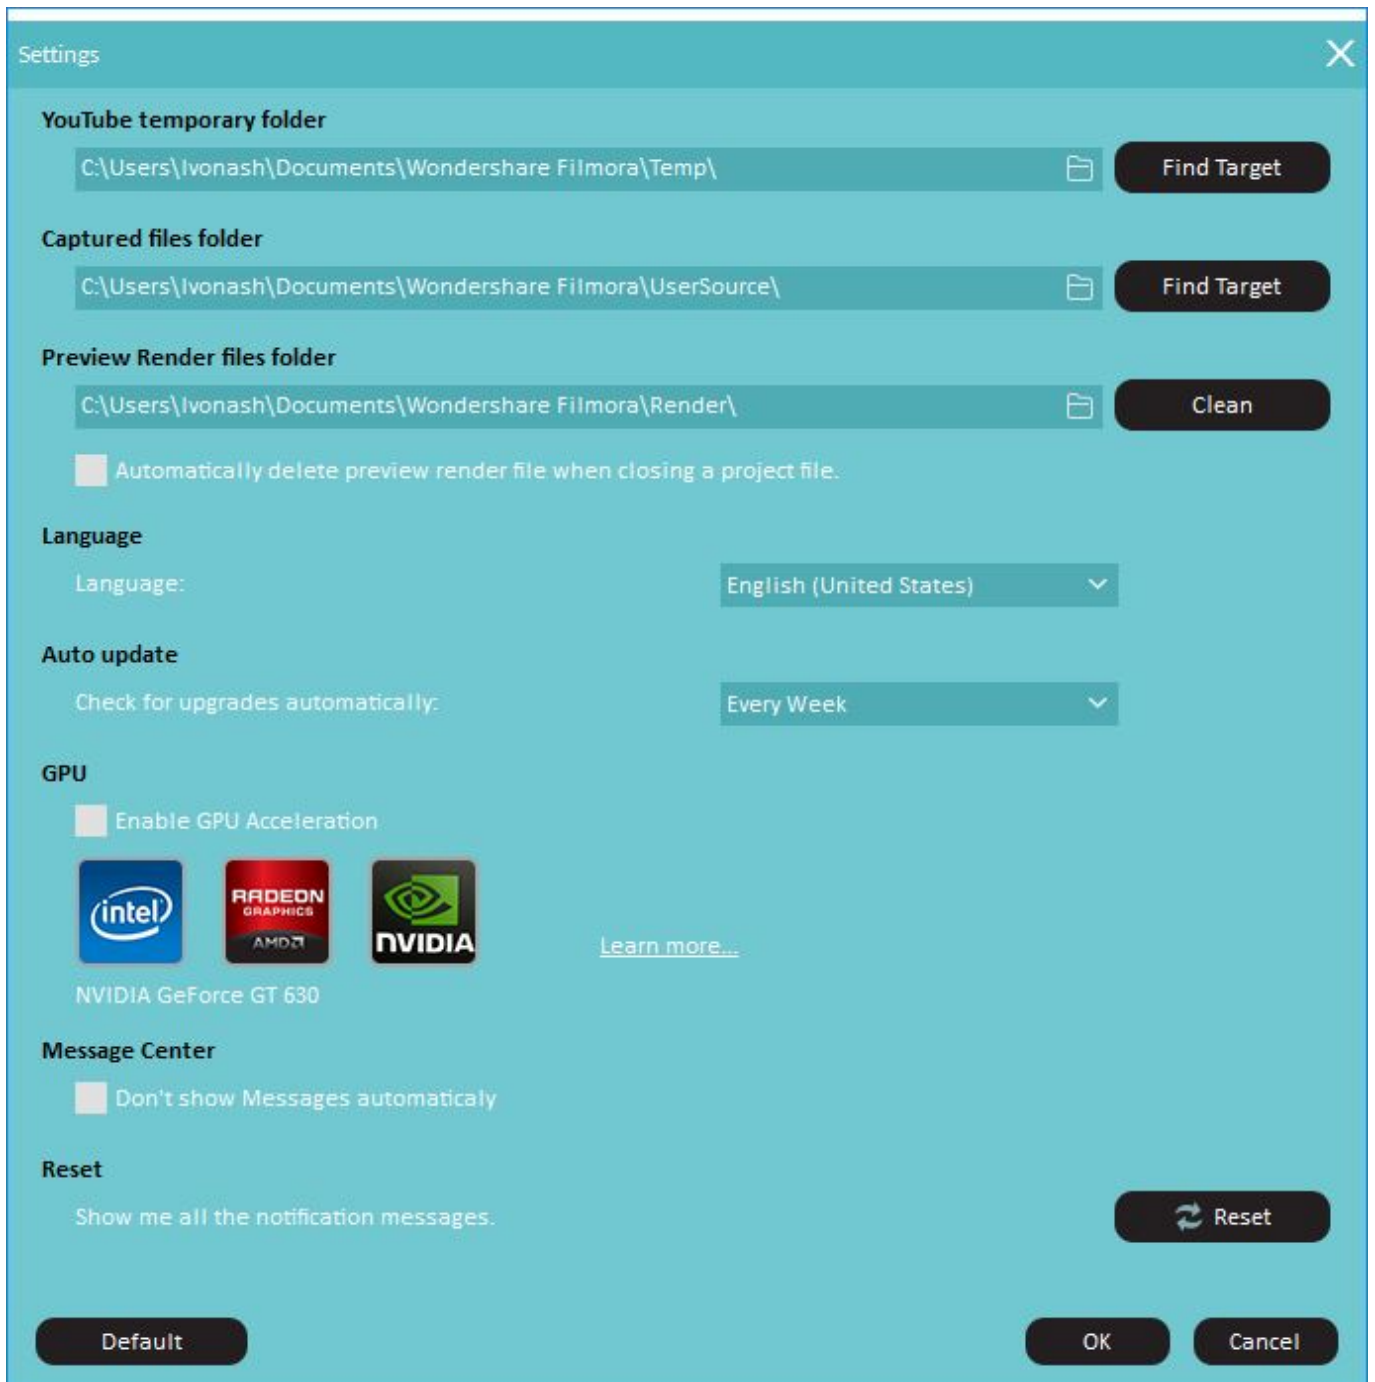 Settings
YouTube temporary folder
C:\Users\Ivonash\Documents\Wondershare Filmora\Temp\
Find Target
Captured files folder
C:\Users\Ivonash\Documents\Wondershare Filmora\UserSource\
Find Target
Preview Render files folder
C:\Users\Ivonash\Documents\Wondershare Filmora\Render\
Clean
Automatically delete preview render file when closing a project file.
Language
Language:
English (United States)
Auto update
Check for upgrades automatically:
Every Week
GPU
Enable GPU Acceleration
intel
RADEON
GRAPHICS
AMD
NVIDIA
Learn more...
NVIDIA GeForce GT 630
Message Center
Don't show Messages automaticaly
Reset
Show me all the notification messages.
Reset
Default
OK
Cancel